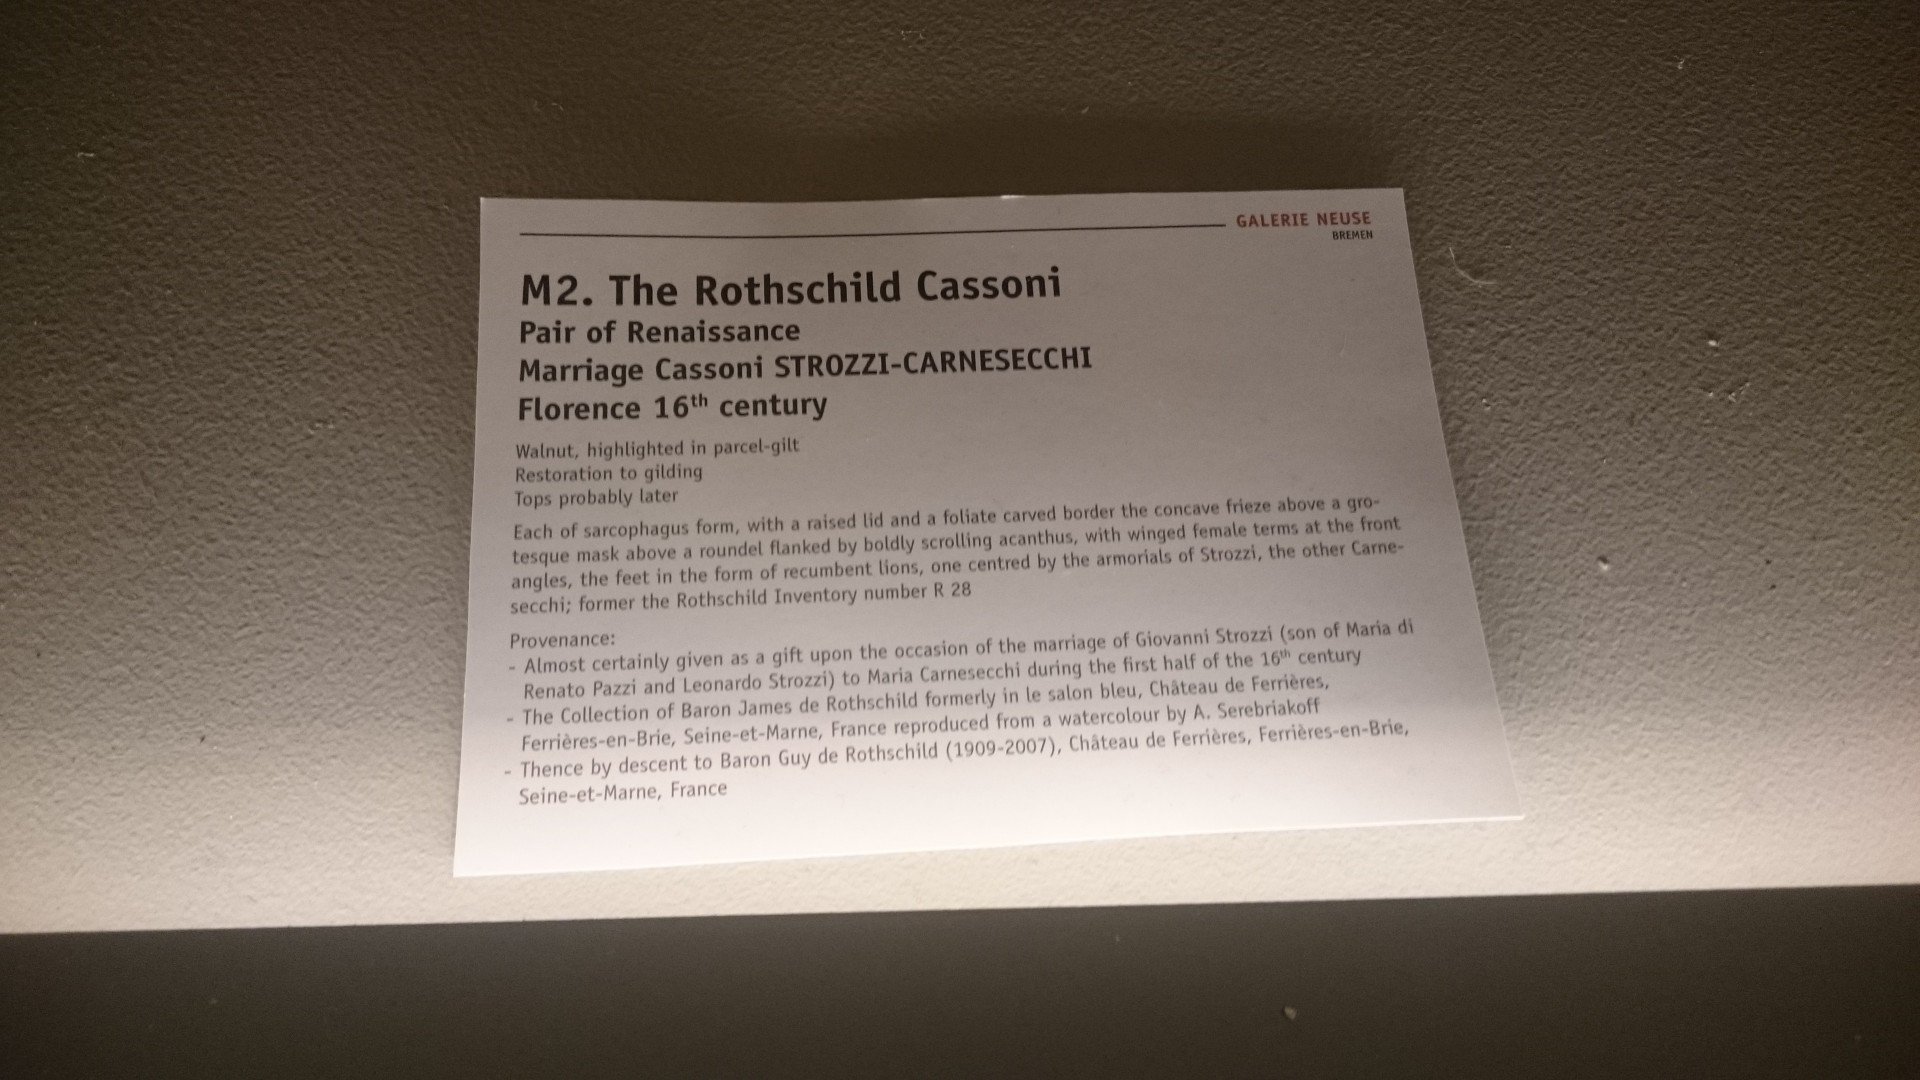 GALERIE NEUSE
BREMEN
M2. The Rothschild Cassoni
Pair of Renaissance
Marriage Cassoni STROZZI-CARNESECCHI
Florence 16th century
Walnut, highlighted in parcel-gilt
Restoration to gilding
Tops probably later
Each of sarcophagus form, with a raised lid and a foliate carved border the concave frieze above a gro-
tesque mask above a roundel flanked by boldly scrolling acanthus, with winged female terms at the front
angles, the feet in the form of recumbent lions, one centred by the armorials of Strozzi, the other Carne-
secchi; former the Rothschild Inventory number R 28
Provenance:
- Almost certainly given as a gift upon the occasion of the marriage of Giovanni Strozzi (son of Maria di
Renato Pazzi and Leonardo Strozzi) to Maria Carnesecchi during the first half of the 16th century
- The Collection of Baron James de Rothschild formerly in le salon bleu, Château de Ferrières,
Ferrières-en-Brie, Seine-et-Marne, France reproduced from a watercolour by A. Serebriakoff
- Thence by descent to Baron Guy de Rothschild (1909-2007), Château de Ferrières, Ferrières-en-Brie,
Seine-et-Marne, France